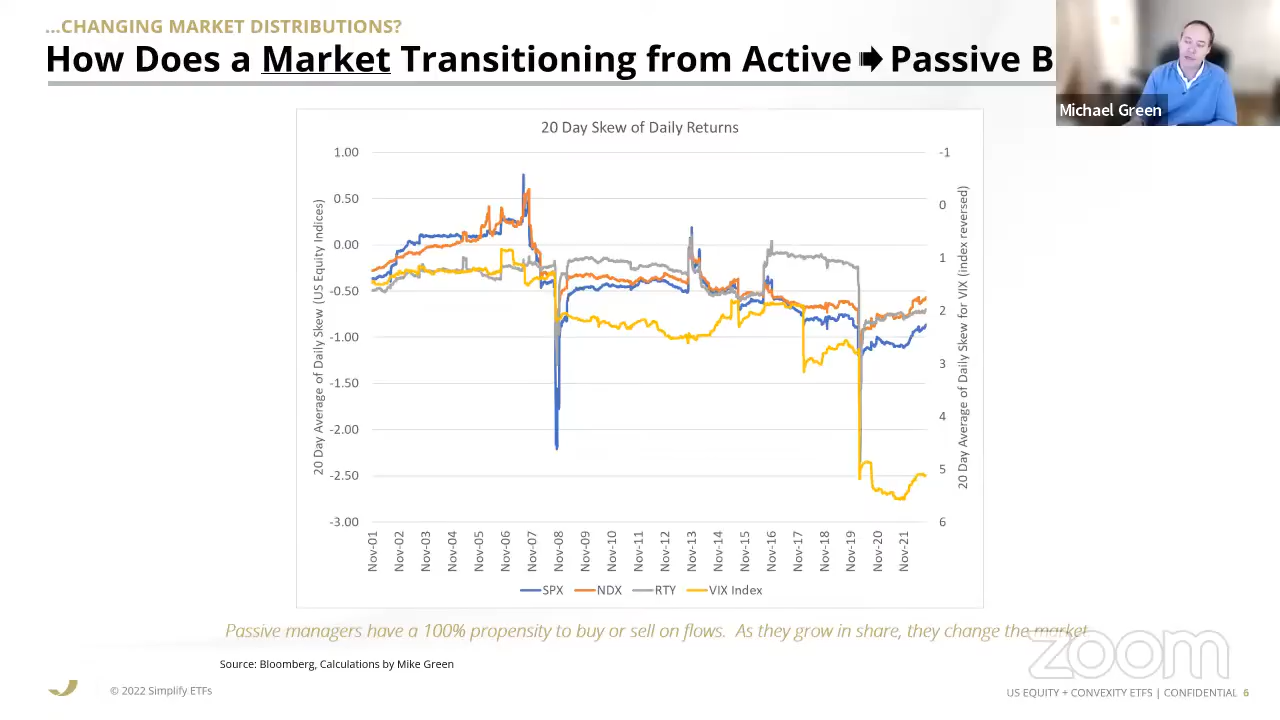 ...CHANGING MARKET DISTRIBUTIONS?
How Does a Market Transitioning from Active Passive B
Michael Green
20 Day Skew of Daily Returns
20 Day Average of Daily Skew (US Equity Indices)
1.00
0.50
0.00
-0.50
-1.00
-1.50
-2.00
-2.50
-3.00
-1
0
1
2
3
4
5
6
20 Day Average of Daily Skew for VIX (index reversed)
Nov-01
Nov-02
Nov-03
Nov-04
Nov-05
Nov-06
Nov-07
Nov-08
Nov-09
Nov-10
Nov-11
Nov-12
Nov-13
Nov-14
Nov-15
Nov-16
Nov-17
Nov-18
Nov-19
Nov-20
Nov-21
SPX NDX RTY VIX Index
Passive managers have a 100% propensity to buy or sell on flows. As they grow in share, they change the market
zoom
Source: Bloomberg, Calculations by Mike Green
© 2022 Simplify ETFs
US EQUITY + CONVEXITY ETFS | CONFIDENTIAL 6